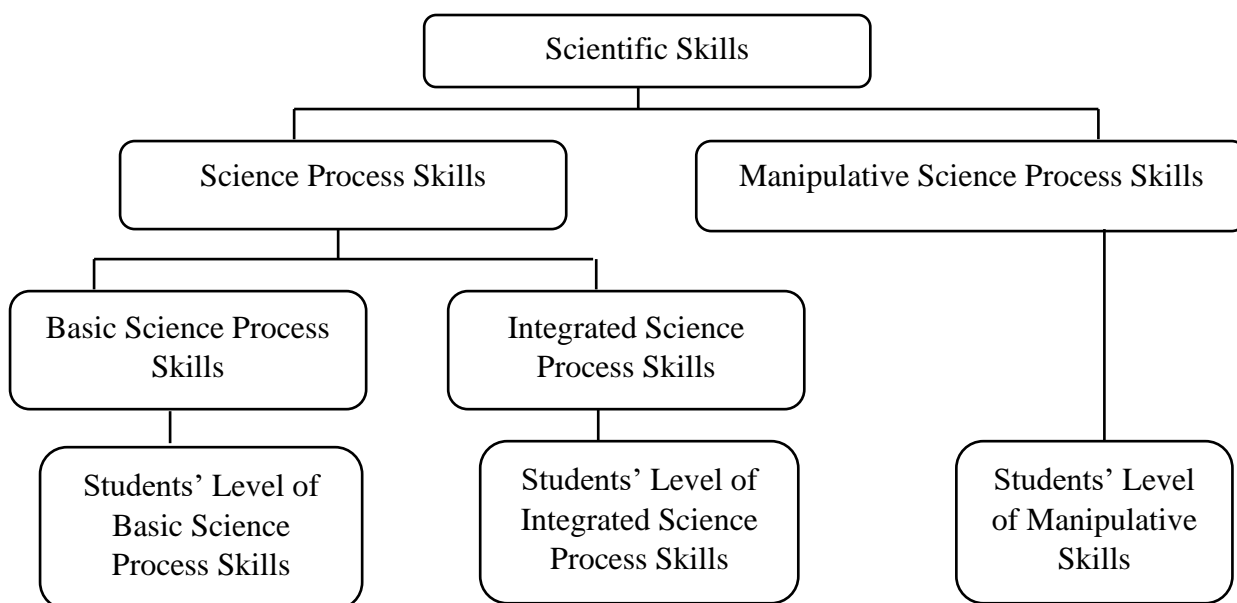 Scientific Skills
Science Process Skills
Manipulative Science Process Skills
Basic Science Process
Skills
Integrated Science
Process Skills
Students’ Level of
Basic Science
Process Skills
Students’ Level of
Integrated Science
Process Skills
Students’ Level
of Manipulative
Skills